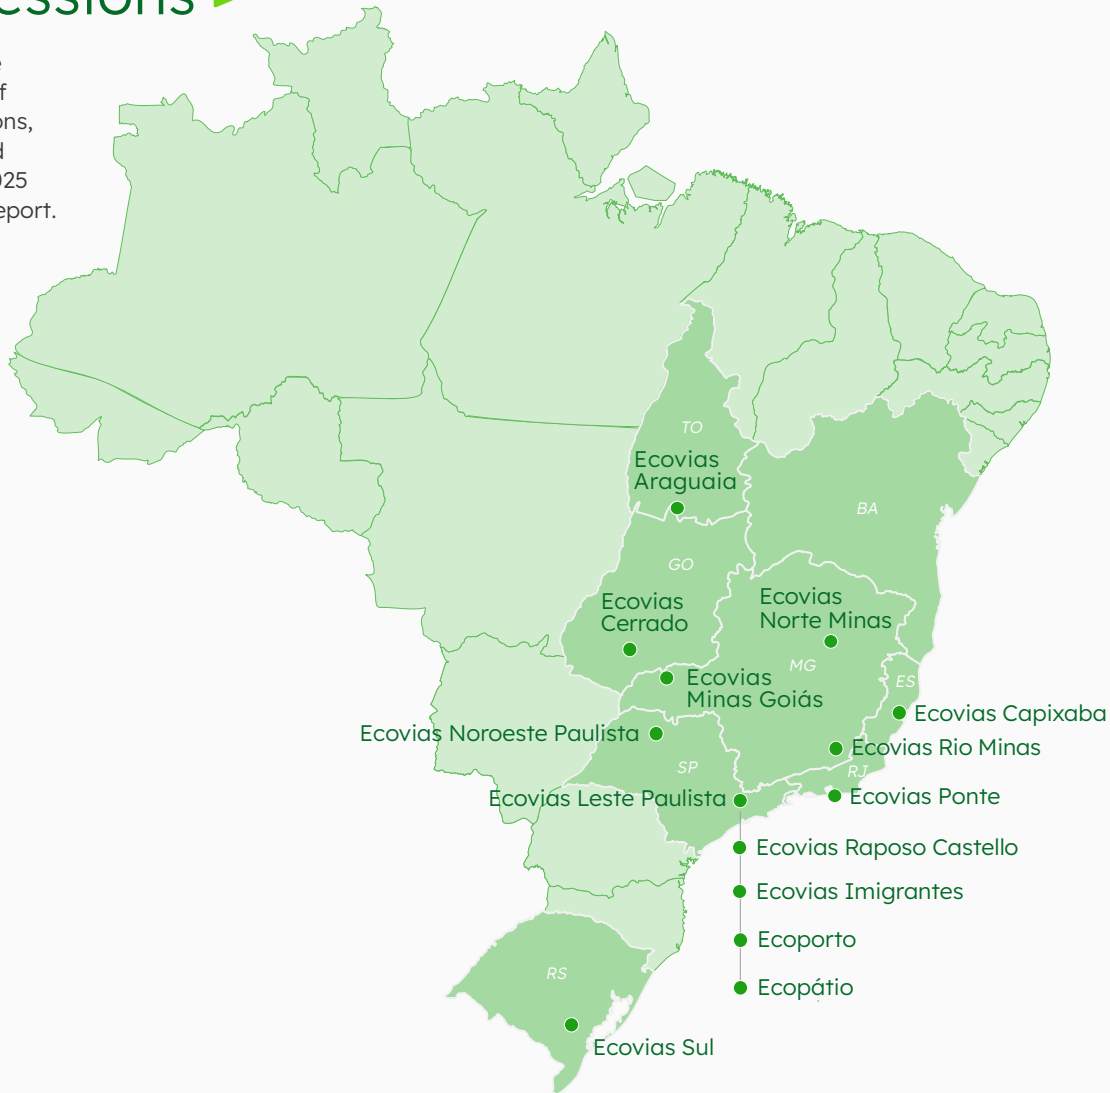 025
eport.
TO
Ecovias
Araguaia
BA
GO
Ecovias
Cerrado
Ecovias
Norte Minas
MG
ES
Ecovias
Minas Goiás
Ecovias Capixaba
Ecovias Noroeste Paulista
Ecovias Rio Minas
SP
RJ
Ecovias Leste Paulista
Ecovias Ponte
Ecovias Raposo Castello
Ecovias Imigrantes
Ecoporto
Ecopátio
RS
Ecovias Sul